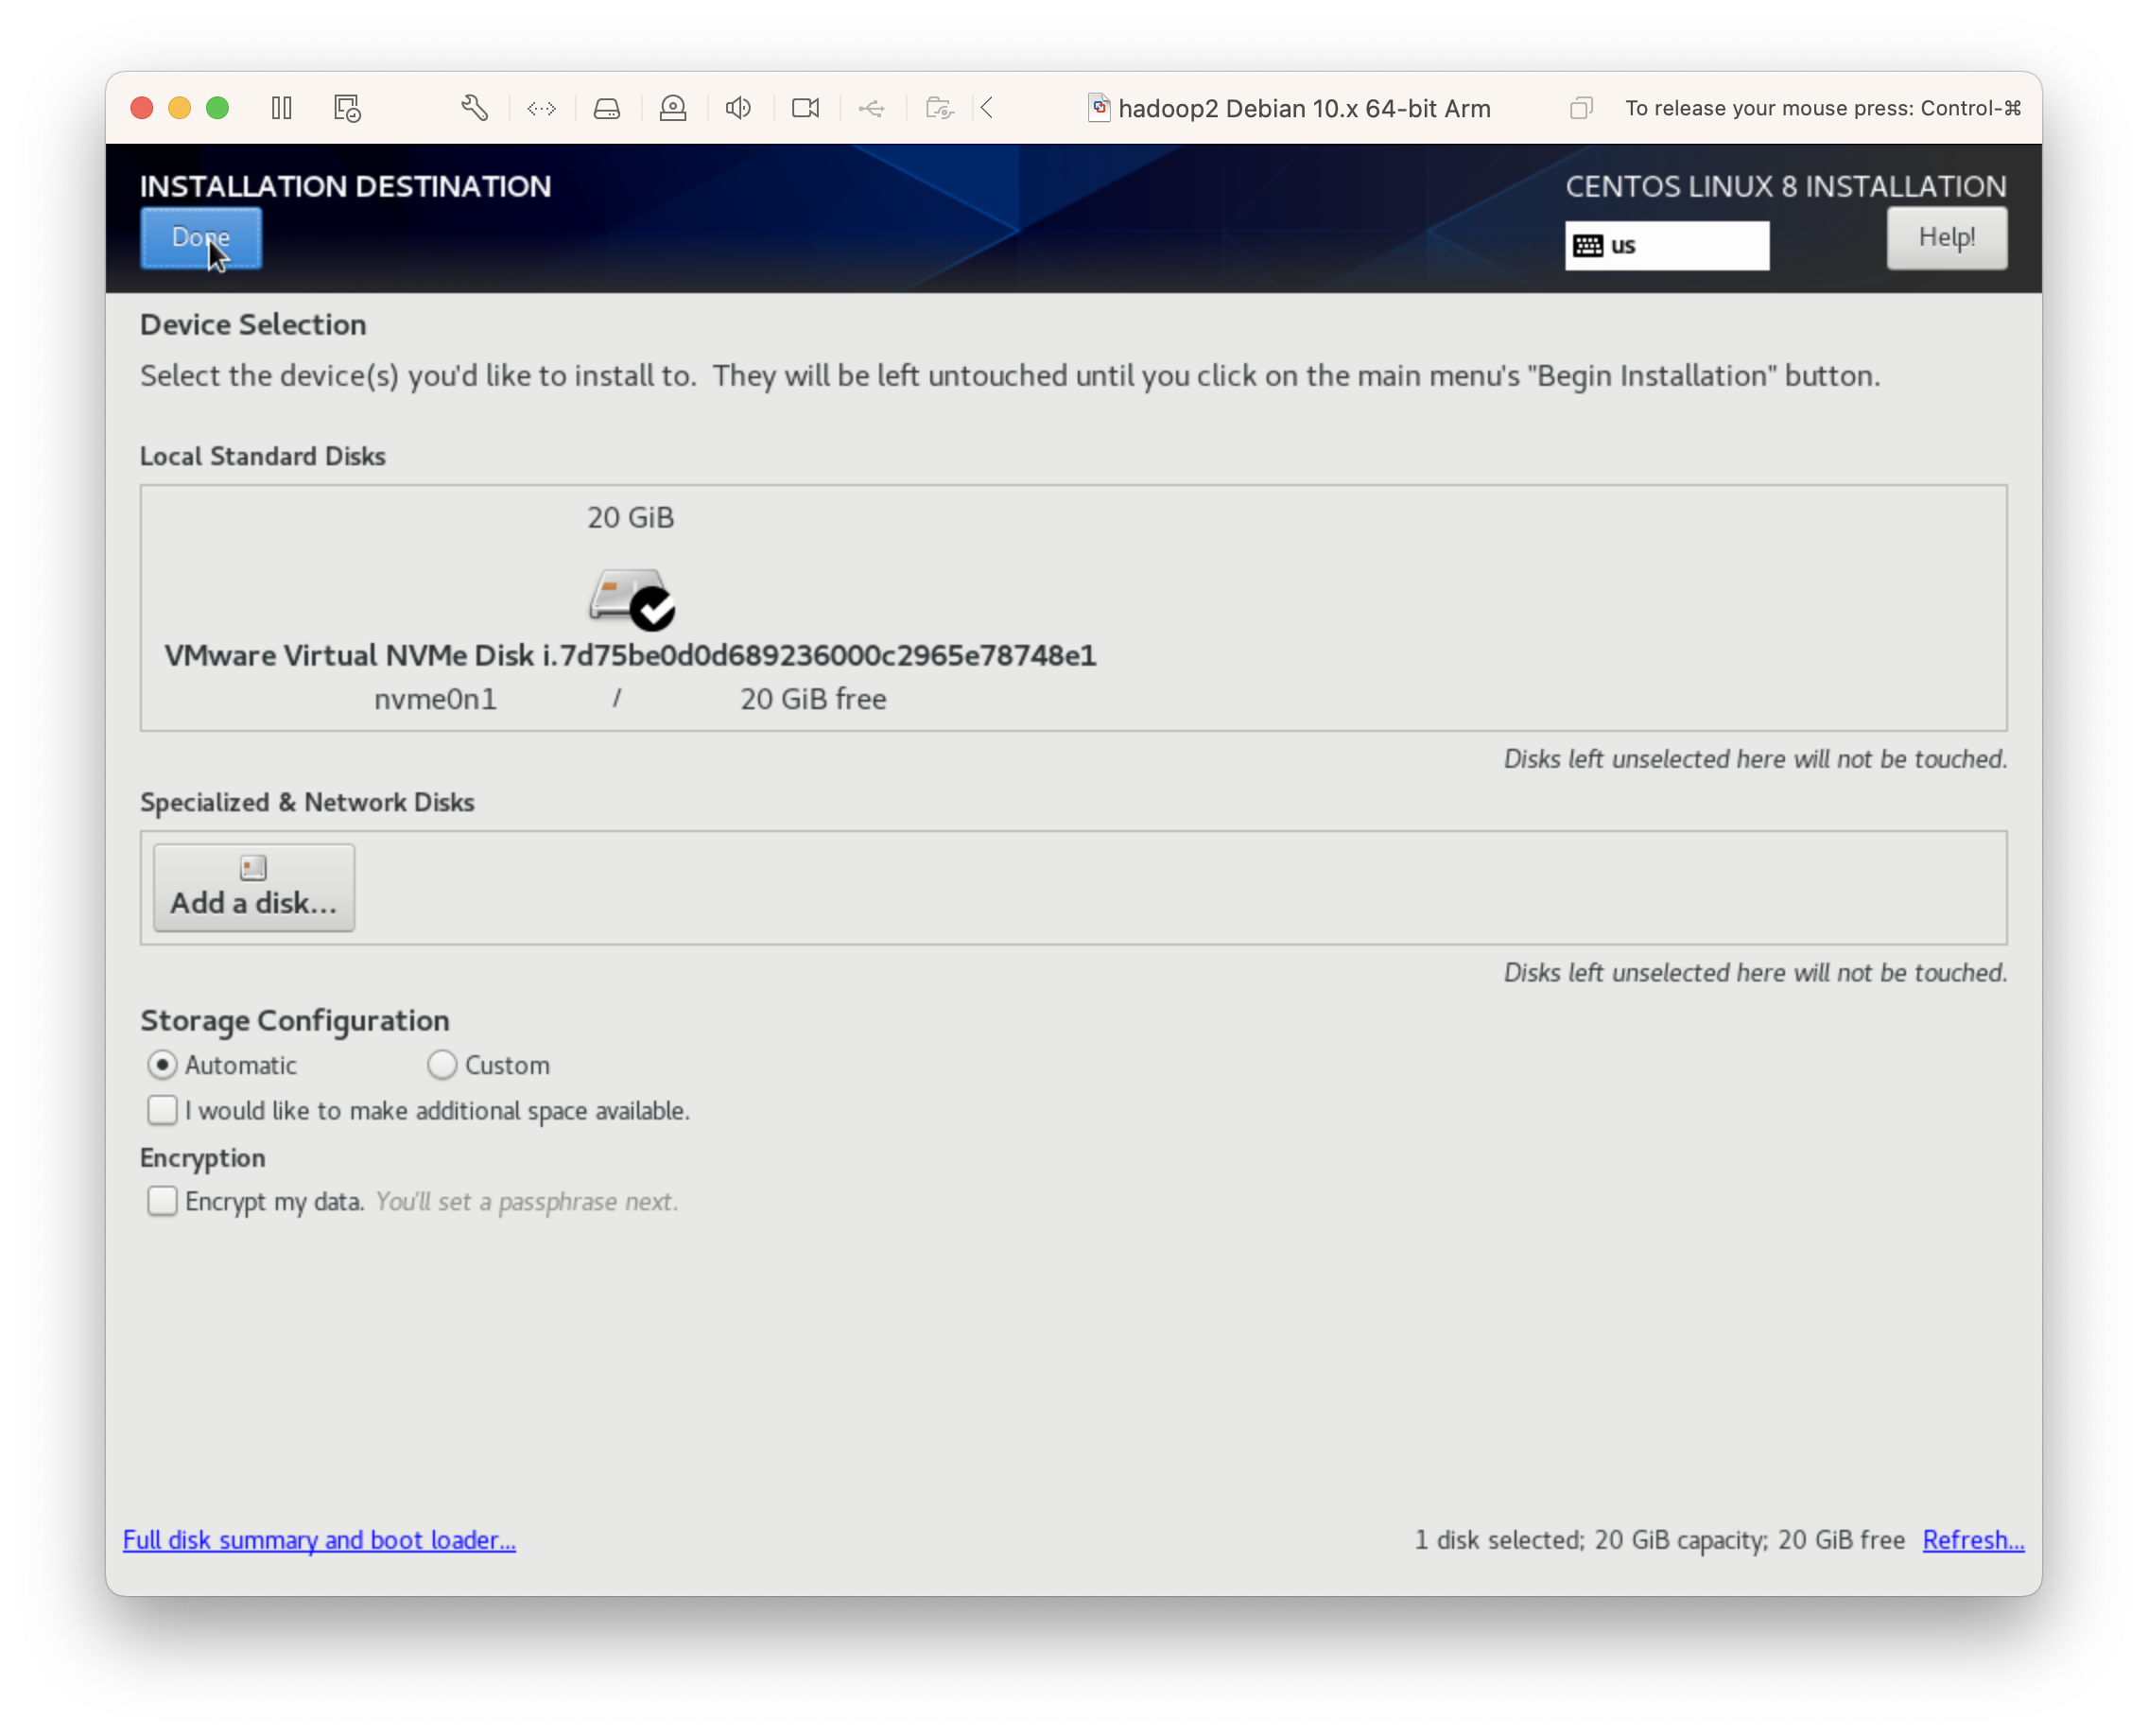 hadoop2 Debian 10.x 64-bit Arm
To release your mouse press: Control-⌘
INSTALLATION DESTINATION
CENTOS LINUX 8 INSTALLATION
Done
us
Help!
Device Selection
Select the device(s) you'd like to install to.  They will be left untouched until you click on the main menu's "Begin Installation" button.
Local Standard Disks
20 GiB
VMware Virtual NVMe Disk i.7d75be0d0d689236000c2965e78748e1
nvme0n1 / 20 GiB free
Disks left unselected here will not be touched.
Specialized & Network Disks
Add a disk...
Disks left unselected here will not be touched.
Storage Configuration
Automatic Custom
I would like to make additional space available.
Encryption
Encrypt my data. You'll set a passphrase next.
Full disk summary and boot loader...
1 disk selected; 20 GiB capacity; 20 GiB free Refresh...